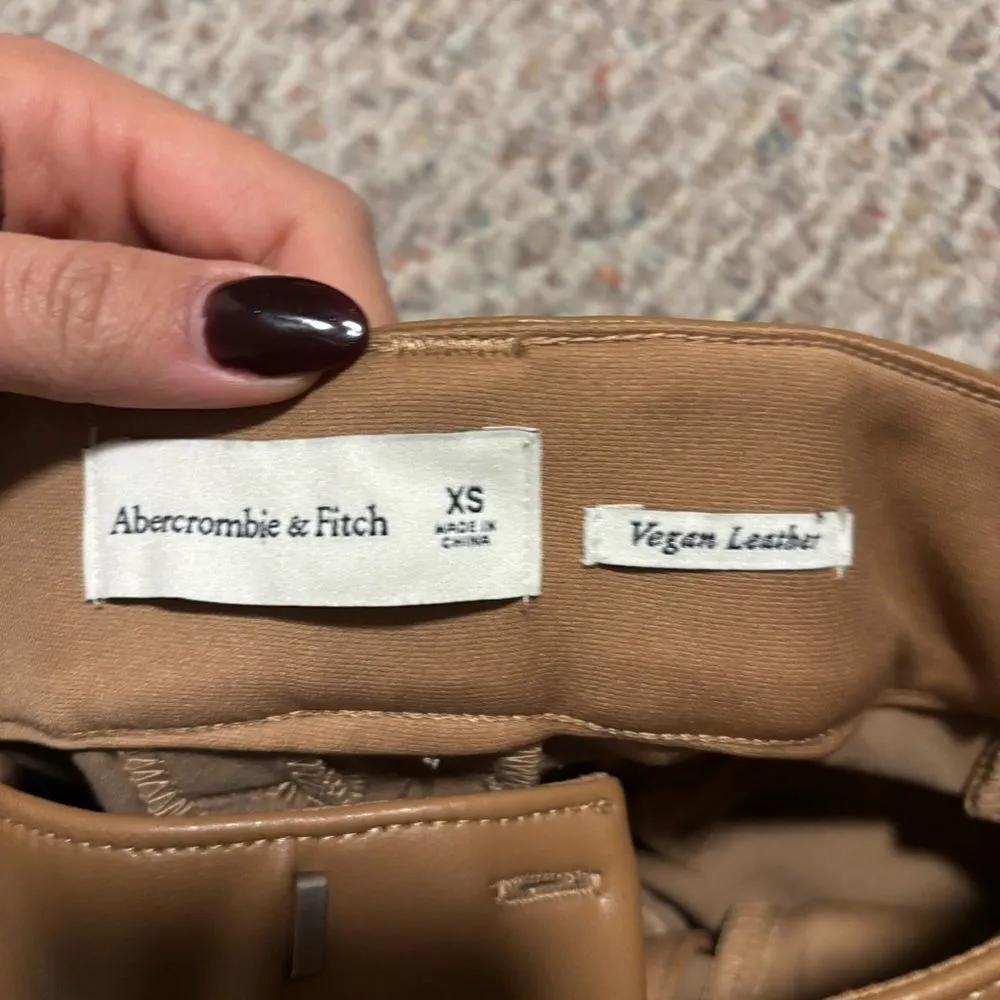 Abercrombie & Fitch
XS
MADE IN
CHINA
Vegan Leather